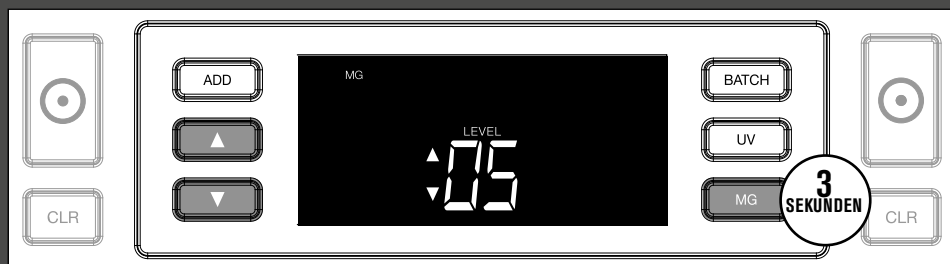 ADD
MG
BATCH
LEVEL
05
UV
MG
3
SEKUNDEN
CLR
CLR